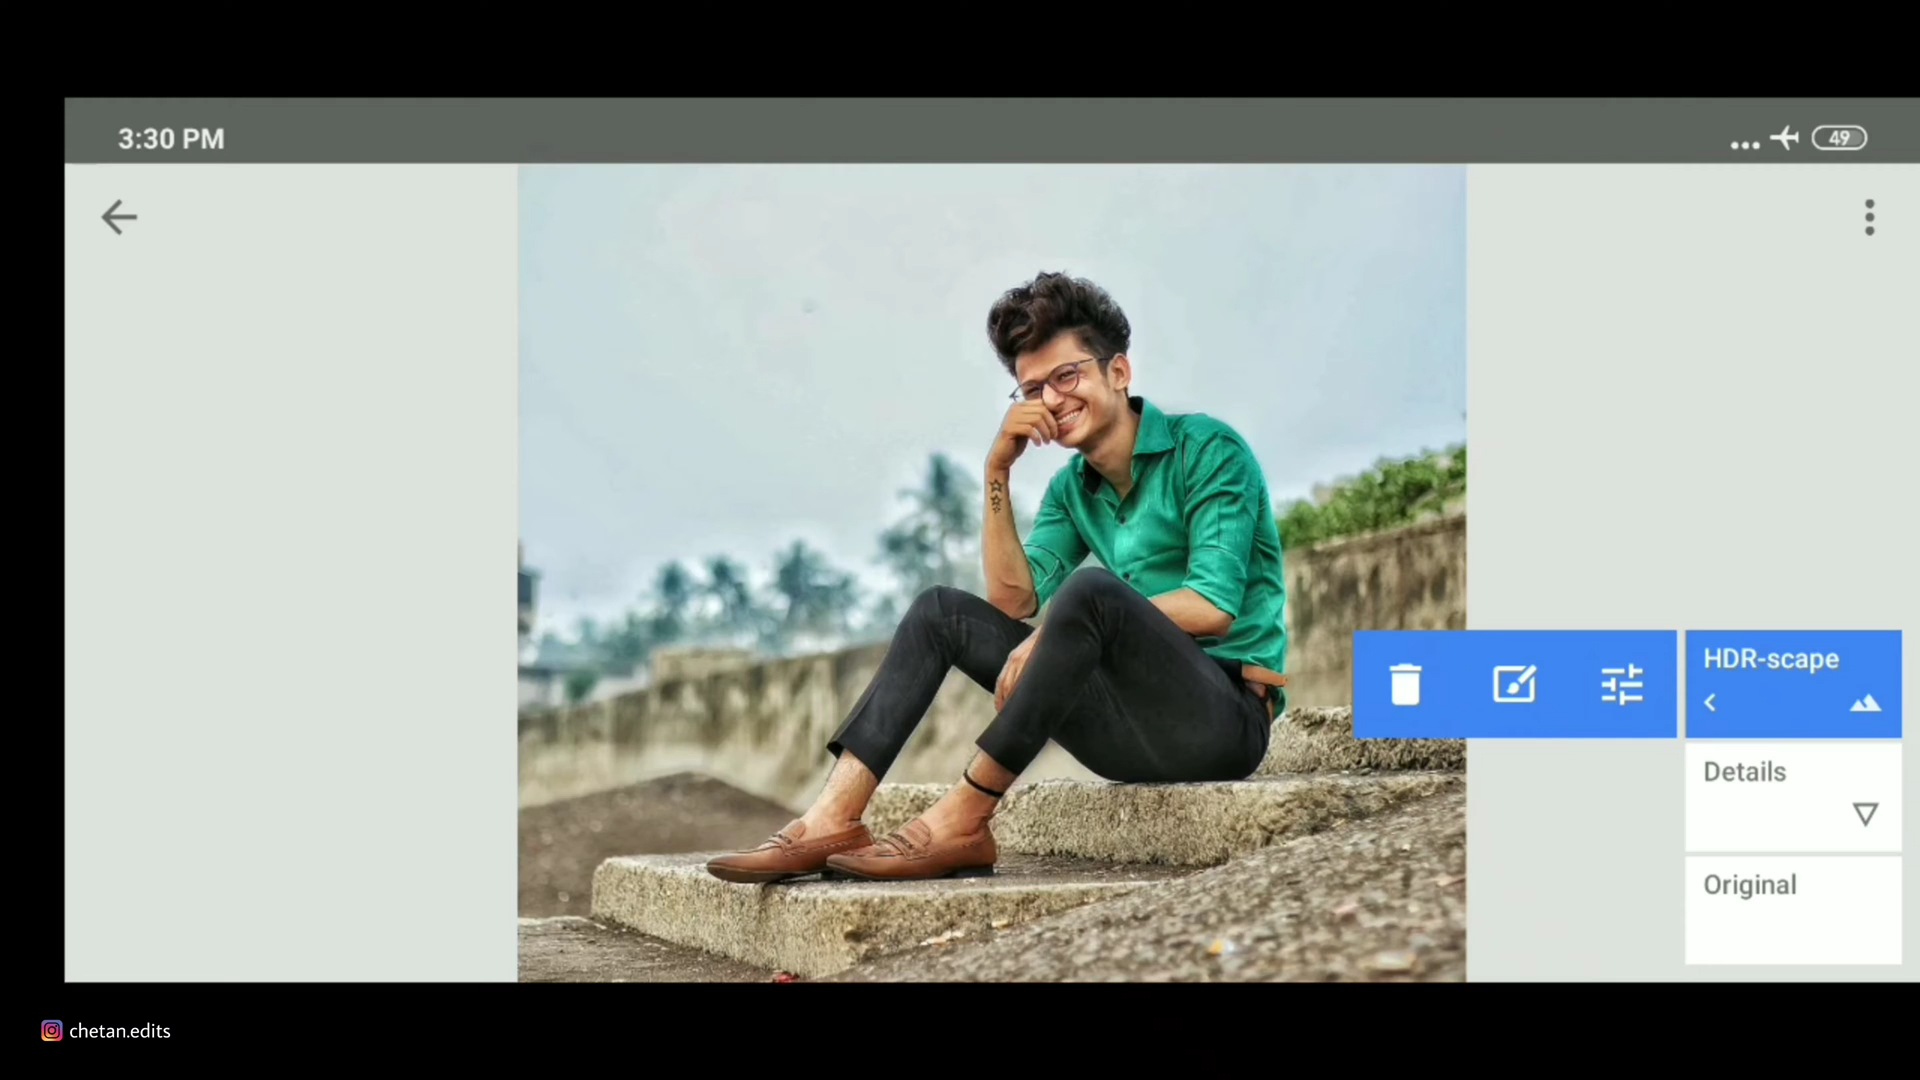 3:30 PM
49
HDR-scape
Details
Original
chetan.edits